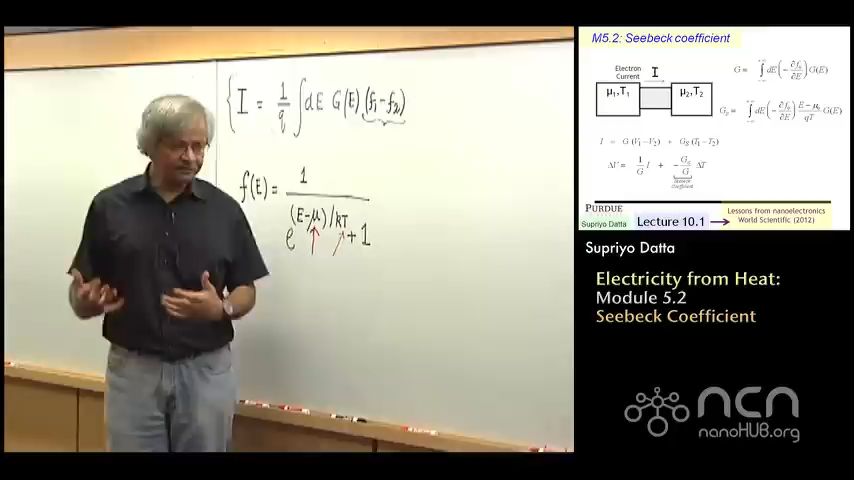 I = 1/q ∫dE G(E) (f1-f2)
f(E) = 1
e^(E-μ)/kT + 1
M5.2: Seebeck coefficient
Electron
Current
I
μ1,T1
μ2,T2
G = ∫dE(-∂f0/∂E) G(E)
GS = ∫dE(-∂f0/∂E) E-μ0/qT G(E)
I = G (V1-V2) + GS (T1-T2)
ΔV = 1/G I + -GS/G ΔT
Seebeck
Coefficient
PURDUE
Supriyo Datta
Lecture 10.1
Lessons from nanoelectronics
World Scientific (2012)
Supriyo Datta
Electricity from Heat:
Module 5.2
Seebeck Coefficient
ncn
nanoHUB.org